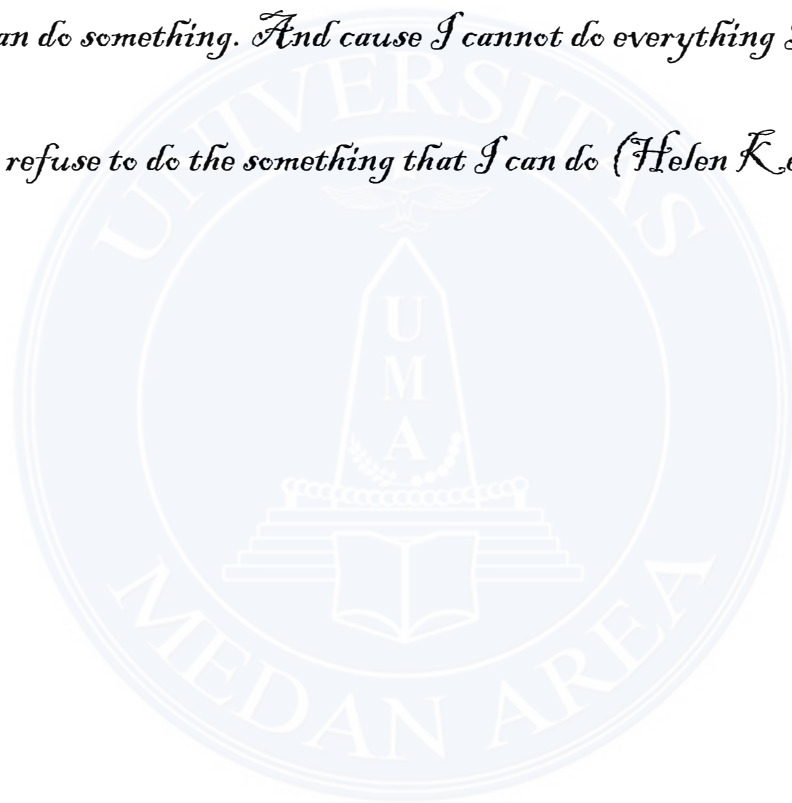 an do something. And cause I cannot do everything
refuse to do the something that I can do (Helen Ke
UNIVERSITAS
U
M
A
MEDAN AREA